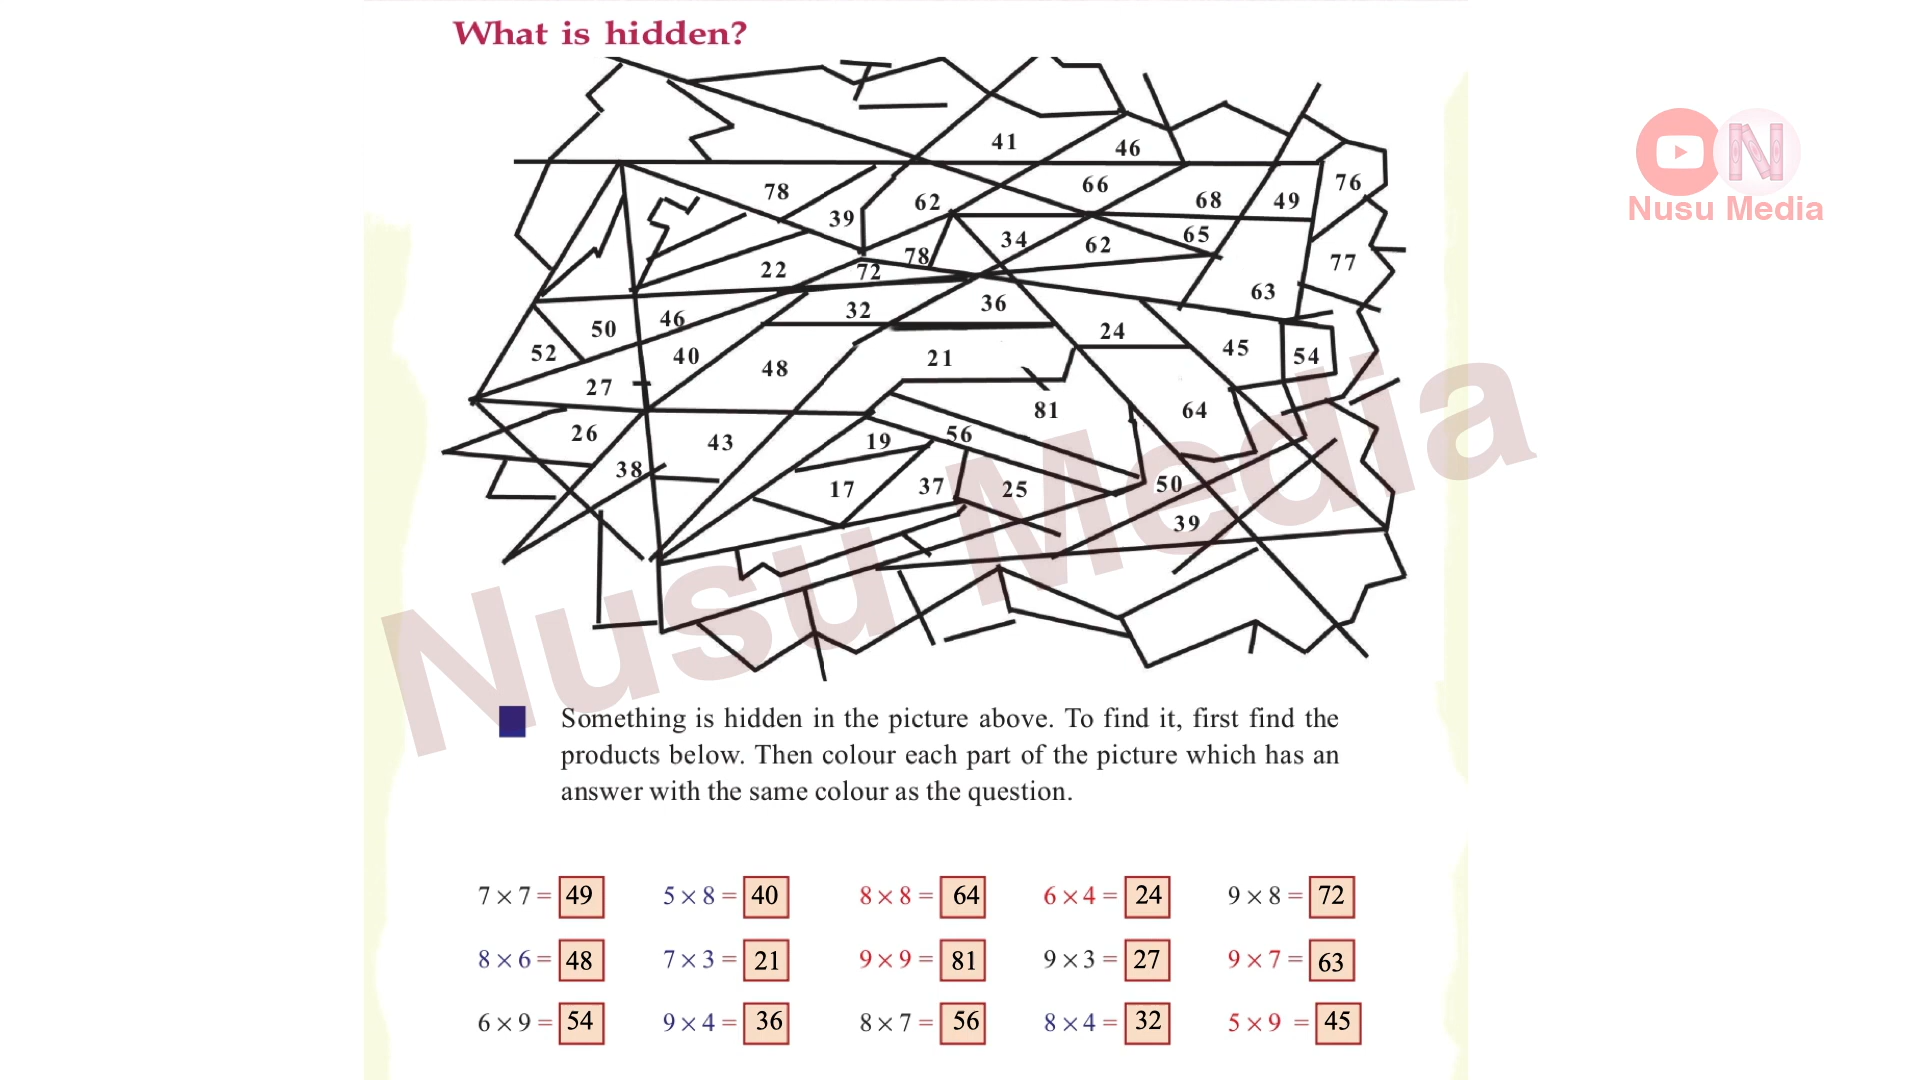 What is hidden?
Nusu Media
41 46
78 66 76
39 62 68 49
34 62 65
22 72 78 77
63
32 36
50 46 24
52 40 48 21 45 54
27
81 64
26 43 19 56
38
17 37 25 50
39
Nusu Media
Something is hidden in the picture above. To find it, first find the
products below. Then colour each part of the picture which has an
answer with the same colour as the question.
7 × 7 = 49 5 × 8 = 40 8 × 8 = 64 6 × 4 = 24 9 × 8 = 72
8 × 6 = 48 7 × 3 = 21 9 × 9 = 81 9 × 3 = 27 9 × 7 = 63
6 × 9 = 54 9 × 4 = 36 8 × 7 = 56 8 × 4 = 32 5 × 9 = 45